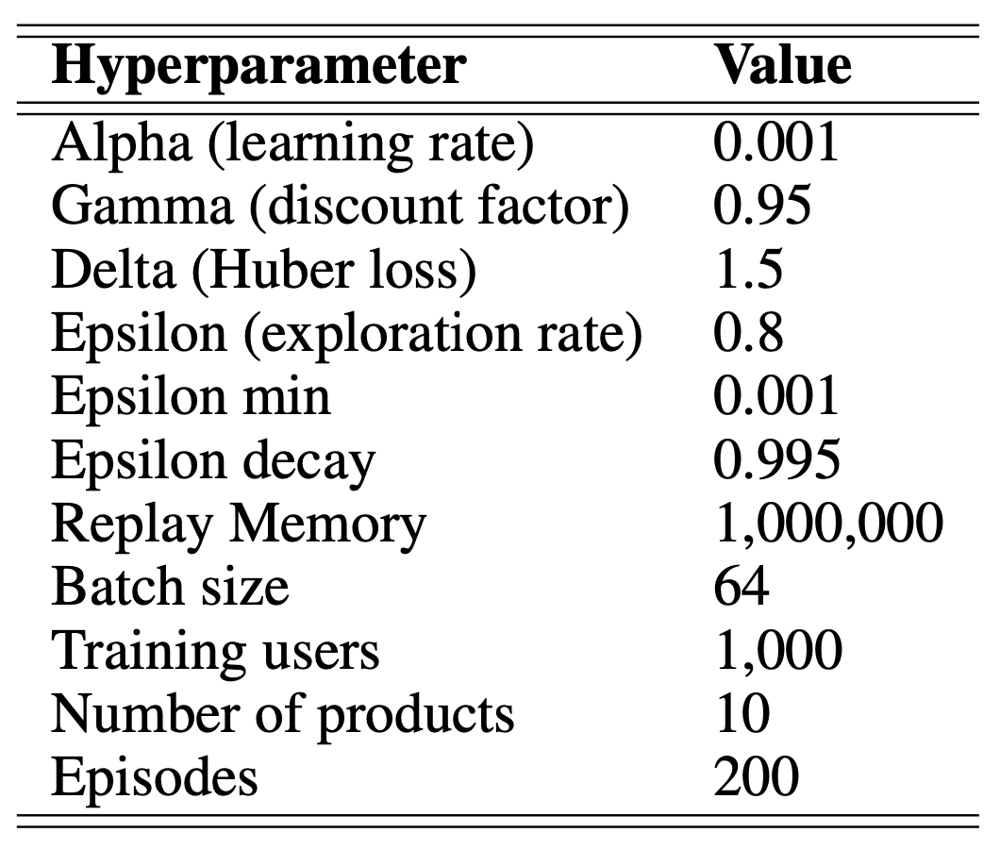 Hyperparameter Value
Alpha (learning rate) 0.001
Gamma (discount factor) 0.95
Delta (Huber loss) 1.5
Epsilon (exploration rate) 0.8
Epsilon min 0.001
Epsilon decay 0.995
Replay Memory 1,000,000
Batch size 64
Training users 1,000
Number of products 10
Episodes 200